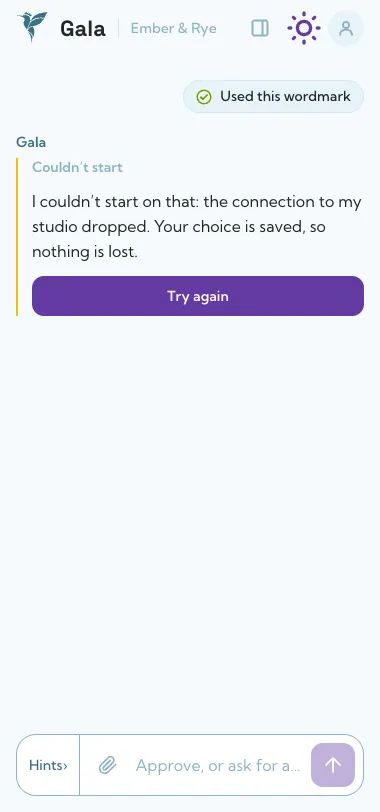 Gala
Ember & Rye
Used this wordmark
Gala
Couldn’t start
I couldn’t start on that: the connection to my
studio dropped. Your choice is saved, so
nothing is lost.
Try again
Hints›
Approve, or ask for a…